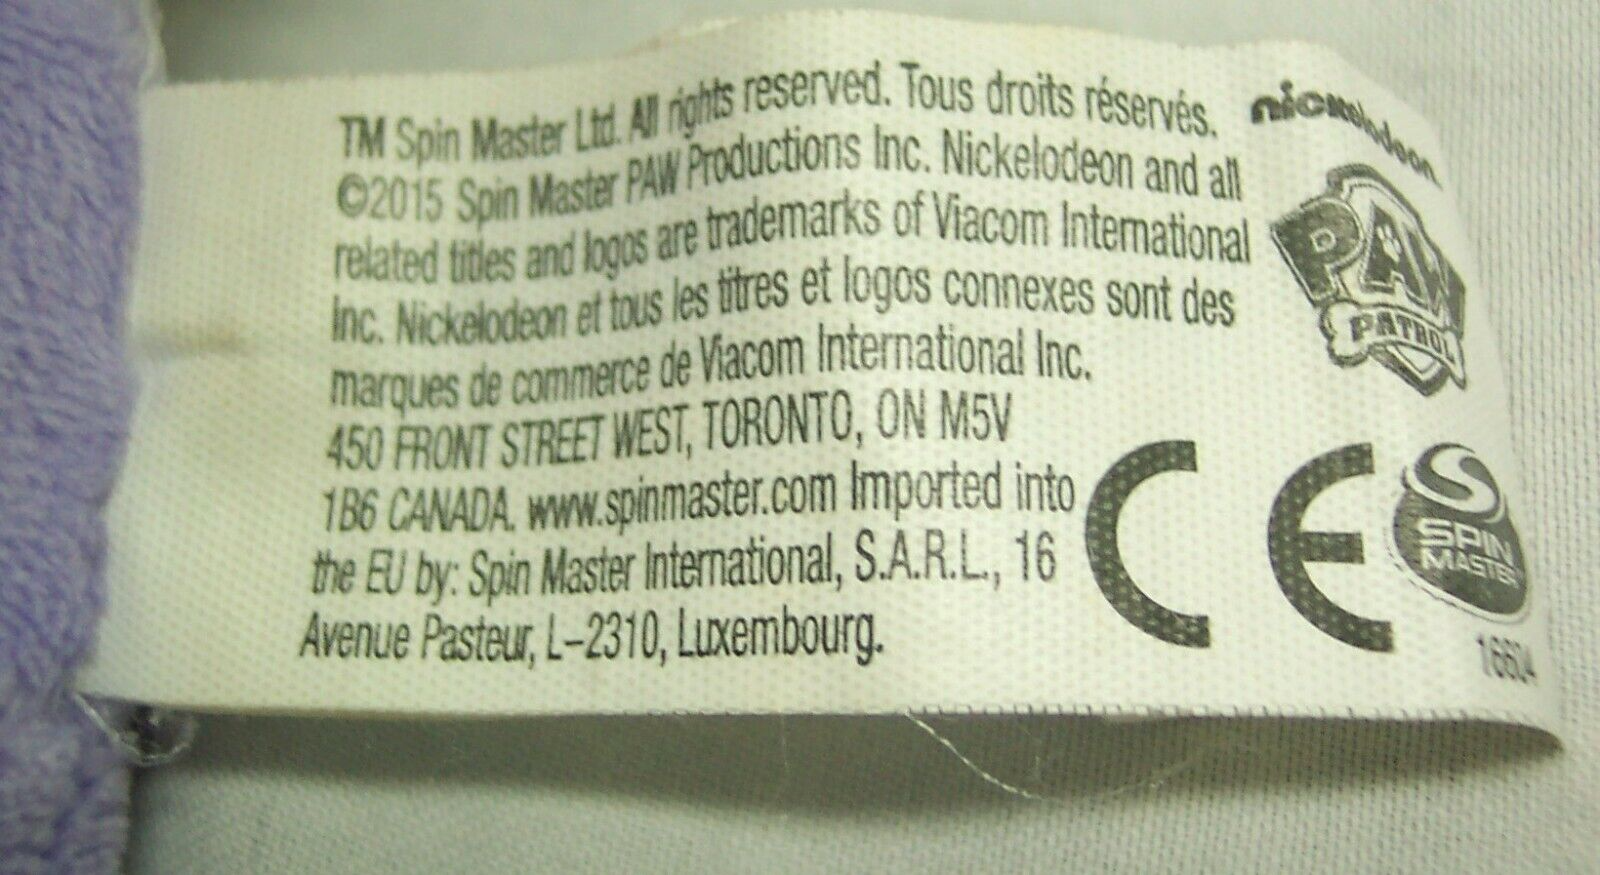 TM Spin Master Ltd. All rights reserved. Tous droits réservés.
©2015 Spin Master PAW Productions Inc. Nickelodeon and all
related titles and logos are trademarks of Viacom International
Inc. Nickelodeon et tous les titres et logos connexes sont des
marques de commerce de Viacom International Inc.
450 FRONT STREET WEST, TORONTO, ON M5V
1B6 CANADA. www.spinmaster.com Imported into
the EU by: Spin Master International, S.A.R.L., 16
Avenue Pasteur, L-2310, Luxembourg.
nickelodeon
PAW
PATROL
CE
SPIN
MASTER
16604